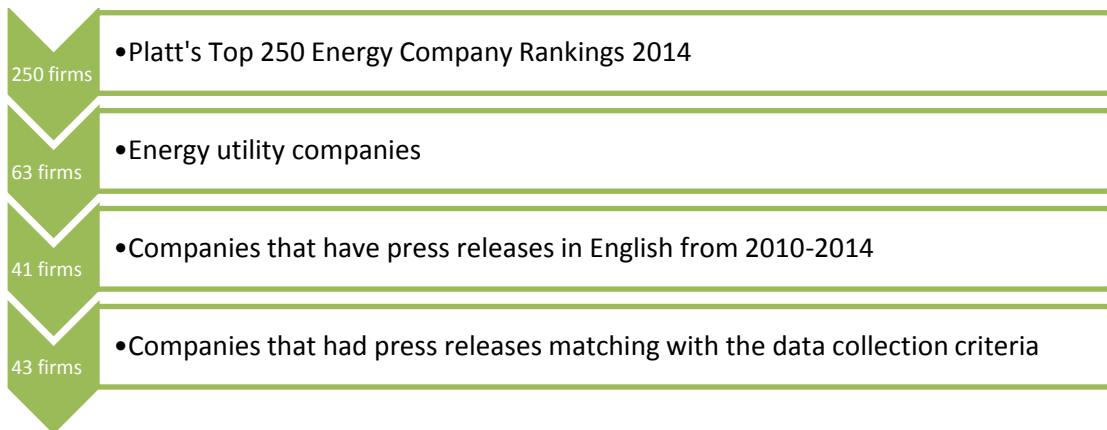 •Platt's Top 250 Energy Company Rankings 2014
250 firms
•Energy utility companies
63 firms
•Companies that have press releases in English from 2010-2014
41 firms
•Companies that had press releases matching with the data collection criteria
43 firms